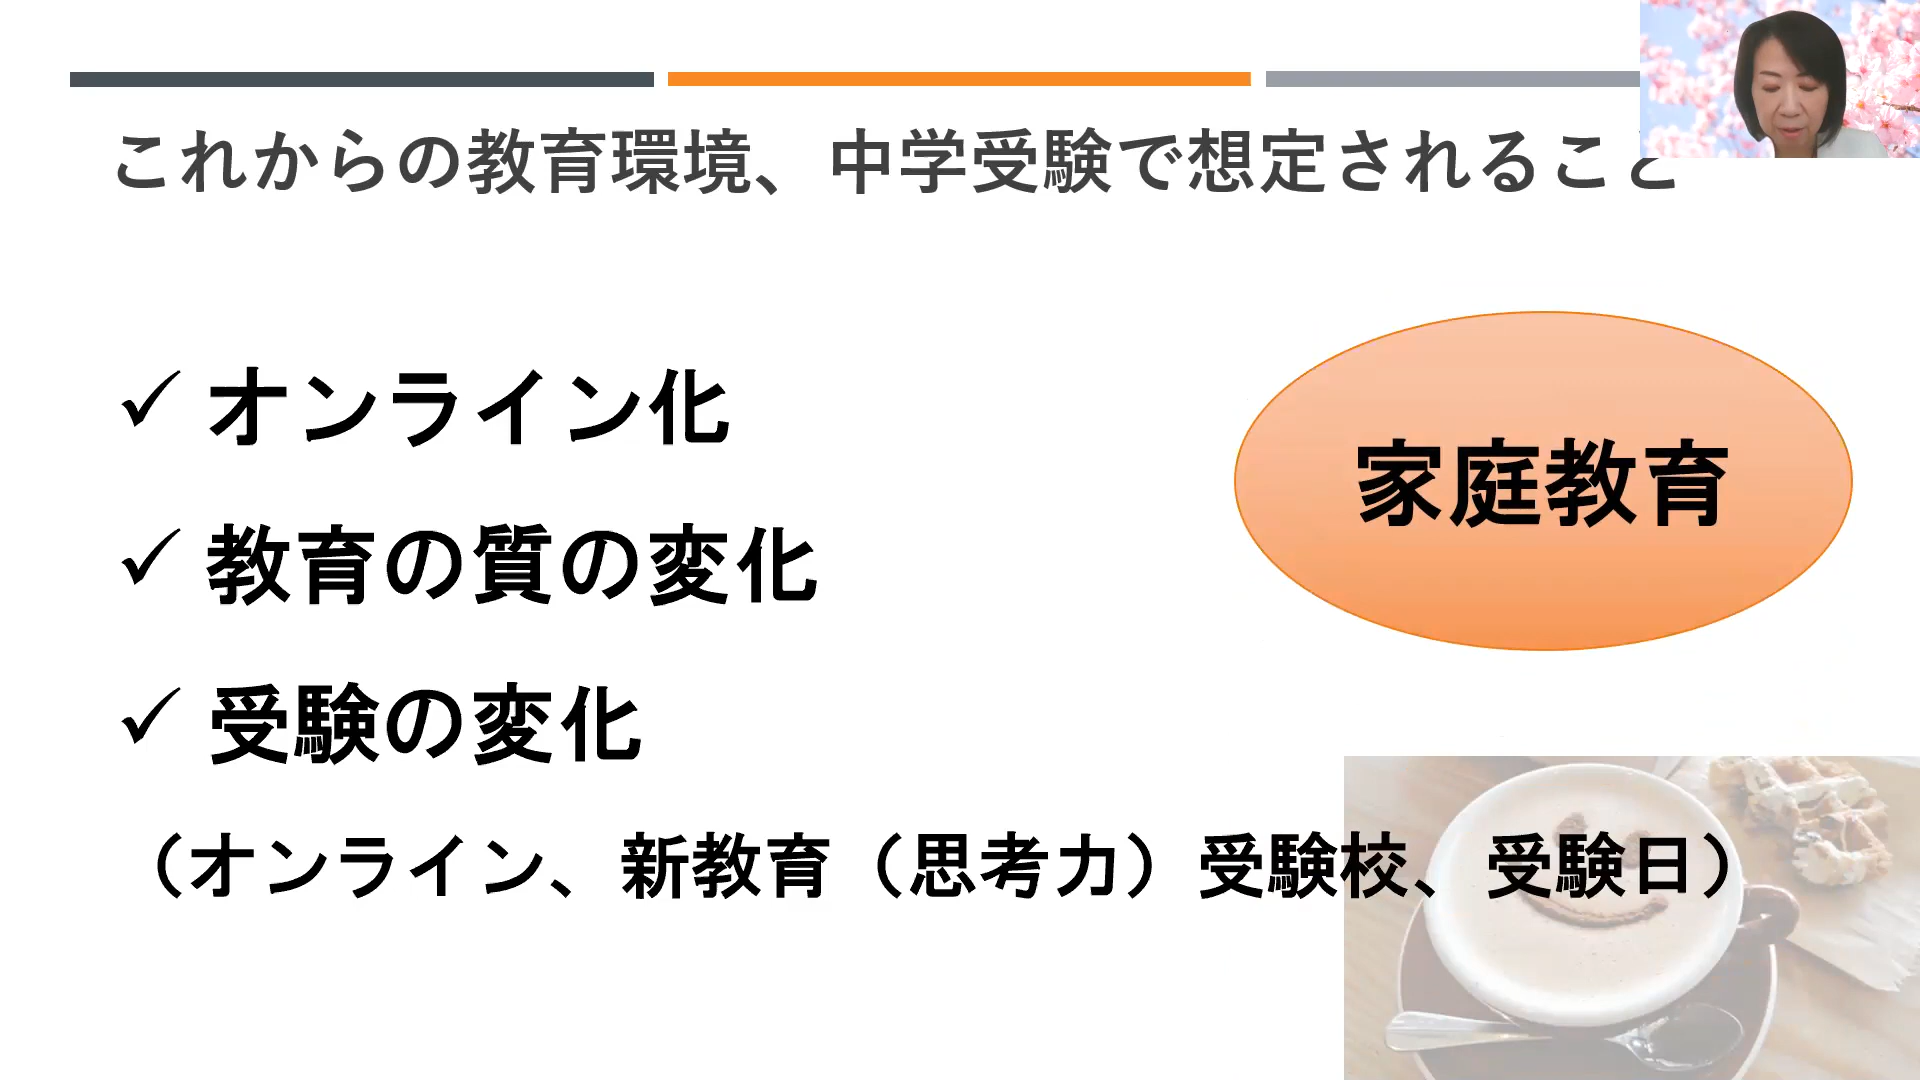 これからの教育環境、中学受験で想定されること
✓ オンライン化
✓ 教育の質の変化
✓ 受験の変化
（オンライン、新教育（思考力）受験校、受験日）
家庭教育